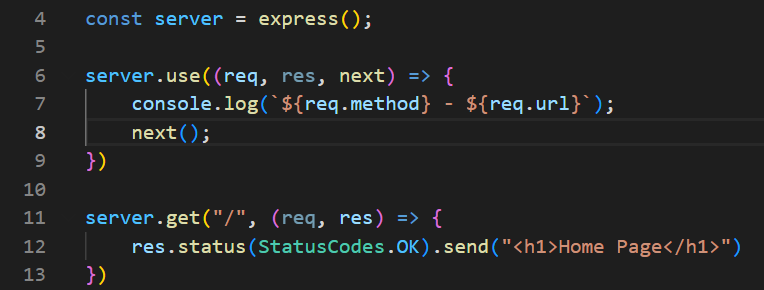 4 const server = express();
5
6 server.use((req, res, next) => {
7     console.log(`${req.method} - ${req.url}`);
8     next();
9 })
10
11 server.get("/", (req, res) => {
12     res.status(StatusCodes.OK).send("<h1>Home Page</h1>")
13 })